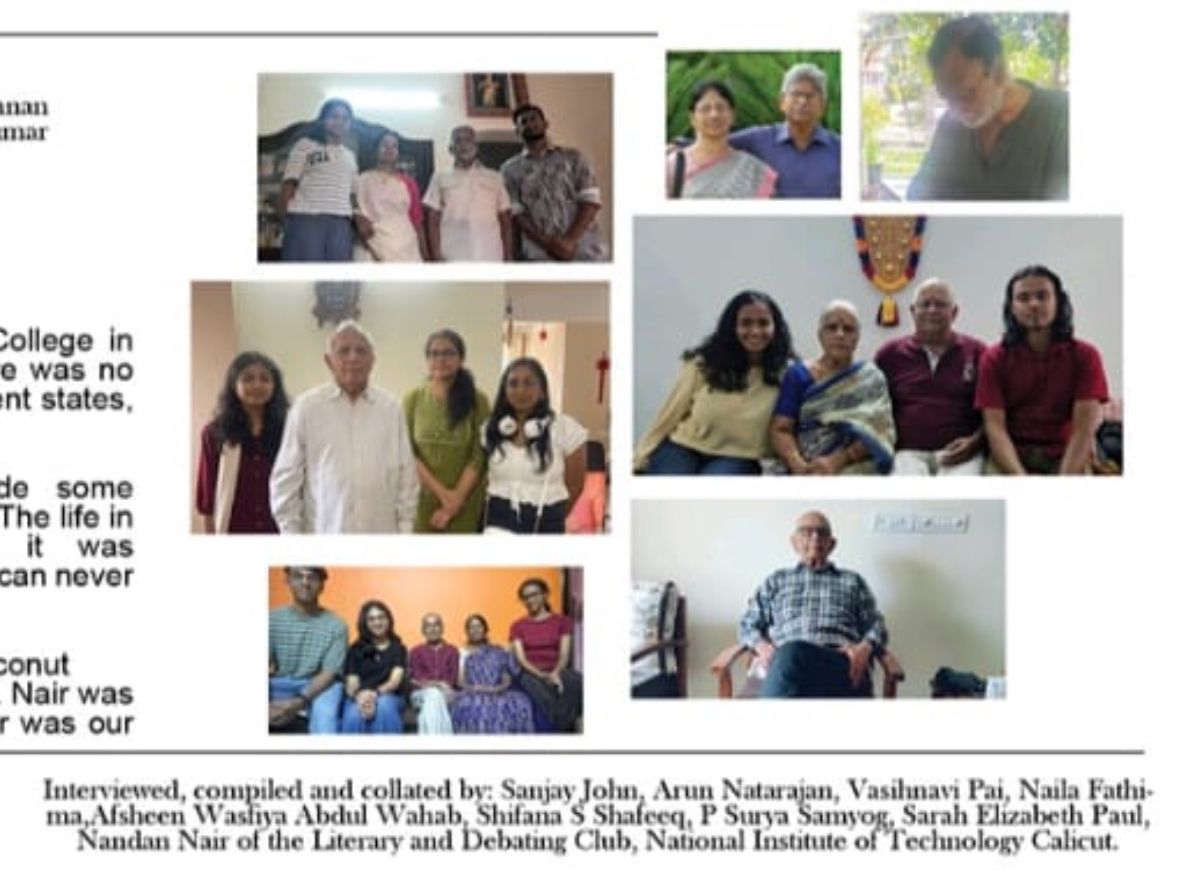 nnan
mar
College in
e was no
ent states,
de some
The life in
it was
can never
conut
. Nair was
r was our
Interviewed, compiled and collated by: Sanjay John, Arun Natarajan, Vasihnavi Pai, Naila Fathi-
ma,Afsheen Wasfiya Abdul Wahab, Shifana S Shafeeq, P Surya Samyog, Sarah Elizabeth Paul,
Nandan Nair of the Literary and Debating Club, National Institute of Technology Calicut.